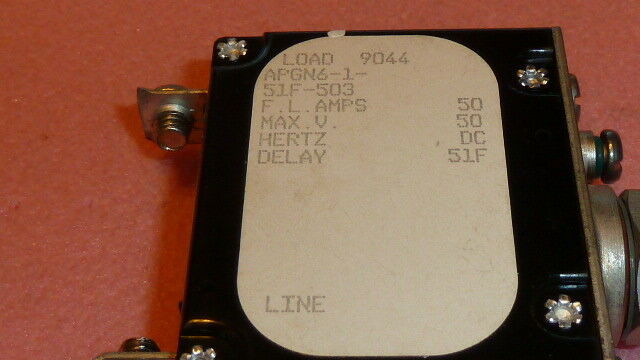 LOAD 9044
APGN6-1-
51F-503
F.L.AMPS 50
MAX.V. 50
HERTZ , DC
DELAY 51F
LINE